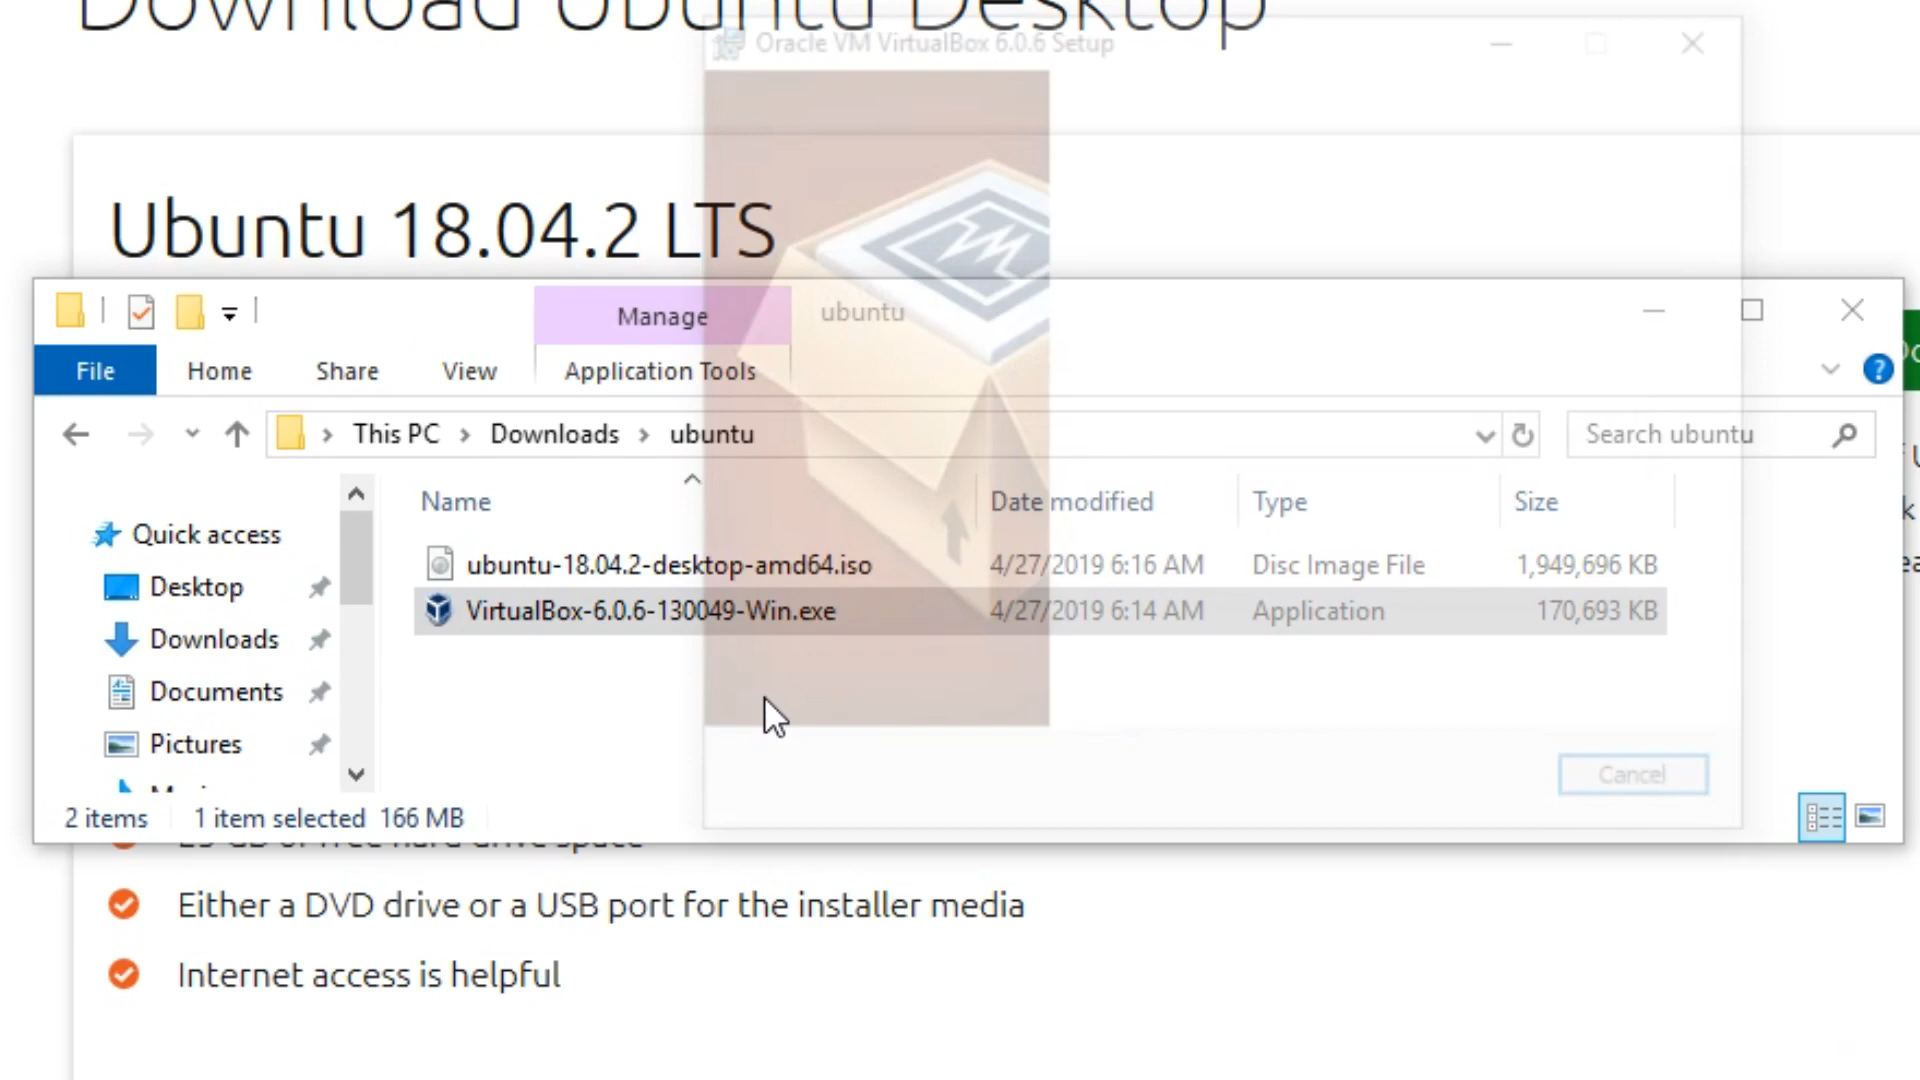 Download Ubuntu Desktop
Oracle VM VirtualBox 6.0.6 Setup
Ubuntu 18.04.2 LTS
Manage
ubuntu
File
Home
Share
View
Application Tools
This PC
Downloads
ubuntu
Search ubuntu
Name
Date modified
Type
Size
Quick access
Desktop
Downloads
Documents
Pictures
ubuntu-18.04.2-desktop-amd64.iso 4/27/2019 6:16 AM Disc Image File 1,949,696 KB
VirtualBox-6.0.6-130049-Win.exe 4/27/2019 6:14 AM Application 170,693 KB
Cancel
2 items
1 item selected 166 MB
Either a DVD drive or a USB port for the installer media
Internet access is helpful